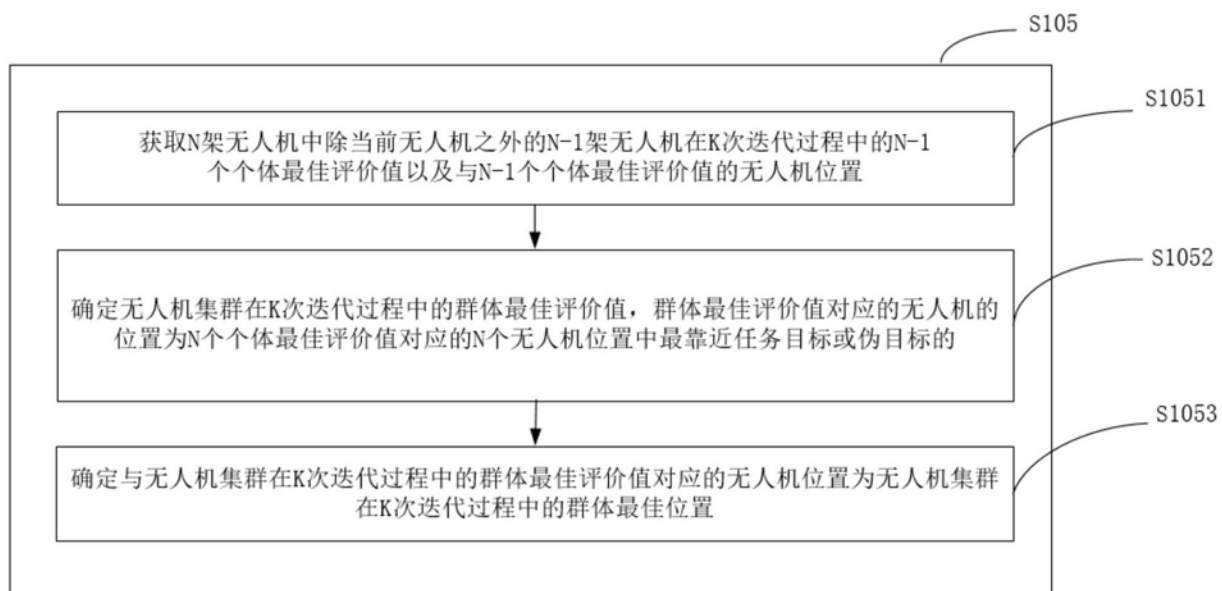 S105
S1051
获取N架无人机中除当前无人机之外的N-1架无人机在K次迭代过程中的N-1
个个体最佳评价值以及与N-1个个体最佳评价值的无人机位置
S1052
确定无人机集群在K次迭代过程中的群体最佳评价值，群体最佳评价值对应的无人机的
位置为N个个体最佳评价值对应的N个无人机位置中最靠近任务目标或伪目标的
S1053
确定与无人机集群在K次迭代过程中的群体最佳评价值对应的无人机位置为无人机集群
在K次迭代过程中的群体最佳位置